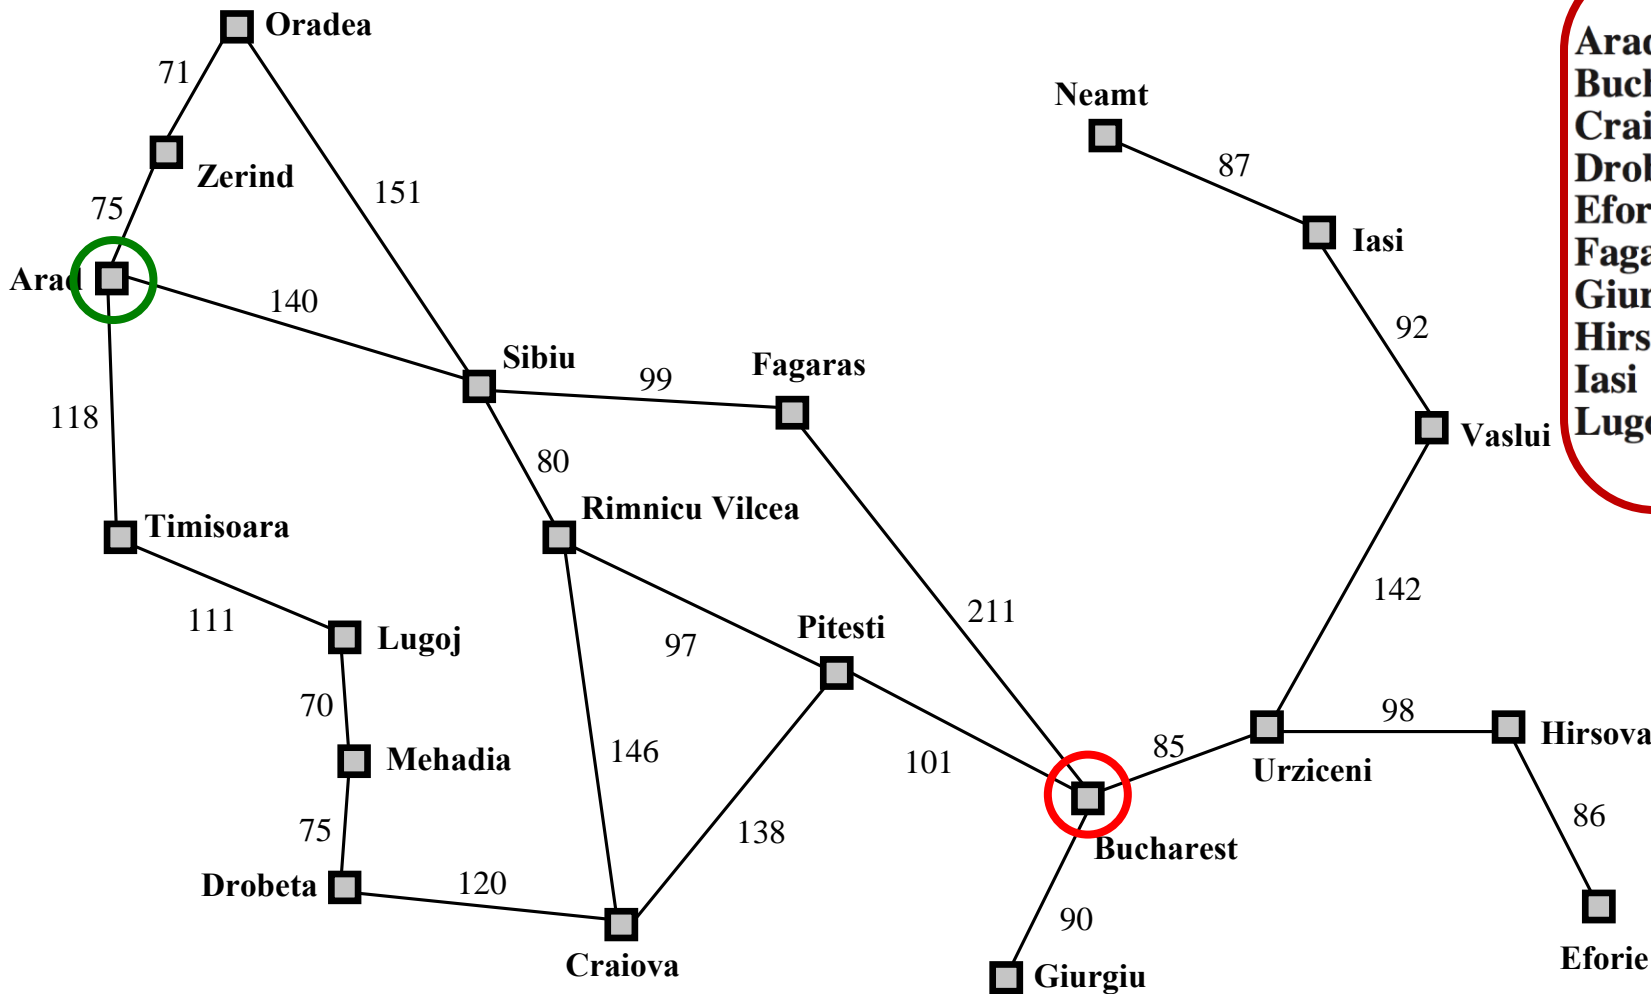 Oradea
71
Neamt
87
Zerind
151
75
Iasi
Arad
140
92
Sibiu
Fagaras
99
118
Vaslui
80
Rimnicu Vilcea
Timisoara
142
211
111
Lugoj
97
Pitesti
70
98
Hirsova
146
85
Mehadia
101
Urziceni
86
75
138
Bucharest
Drobeta
120
90
Craiova
Eforie
Giurgiu
Iasi